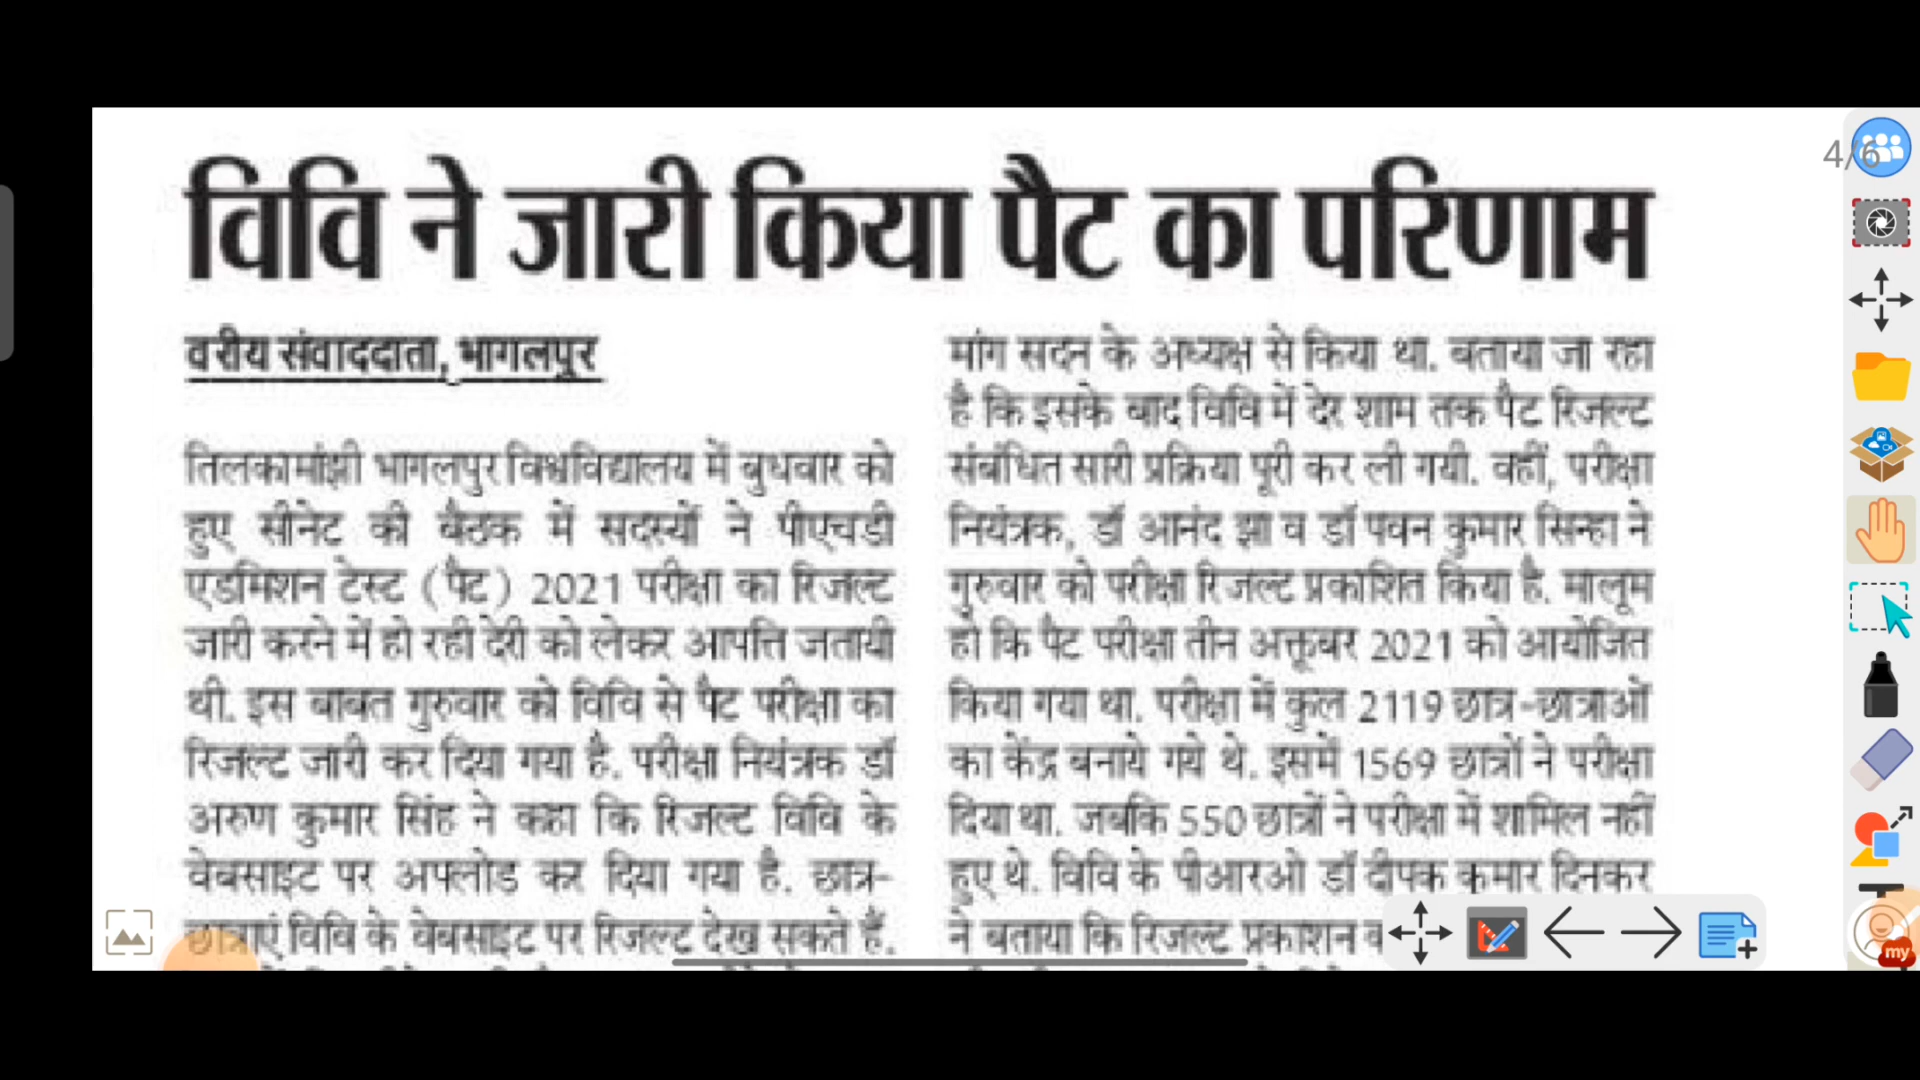 विवि ने जारी किया पैट का परिणाम
4/6
वरीय संवाददाता, भागलपुर
तिलकामांझी भागलपुर विश्वविद्यालय में बुधवार को
हुए सीनेट की बैठक में सदस्यों ने पीएचडी
एडमिशन टेस्ट (पैट) 2021 परीक्षा का रिजल्ट
जारी करने में हो रही देरी को लेकर आपत्ति जतायी
थी. इस बाबत गुरुवार को विवि से पैट परीक्षा का
रिजल्ट जारी कर दिया गया है. परीक्षा नियंत्रक डॉ
अरुण कुमार सिंह ने कहा कि रिजल्ट विवि के
वेबसाइट पर अपलोड कर दिया गया है. छात्र-
छात्राएं विवि के वेबसाइट पर रिजल्ट देख सकते हैं.
मांग सदन के अध्यक्ष से किया था. बताया जा रहा
है कि इसके बाद विवि में देर शाम तक पैट रिजल्ट
संबंधित सारी प्रक्रिया पूरी कर ली गयी. वहीं, परीक्षा
नियंत्रक, डॉ आनंद झा व डॉ पवन कुमार सिन्हा ने
गुरुवार को परीक्षा रिजल्ट प्रकाशित किया है. मालूम
हो कि पैट परीक्षा तीन अक्तूबर 2021 को आयोजित
किया गया था. परीक्षा में कुल 2119 छात्र-छात्राओं
का केंद्र बनाये गये थे. इसमें 1569 छात्रों ने परीक्षा
दिया था. जबकि 550 छात्रों ने परीक्षा में शामिल नहीं
हुए थे. विवि के पीआरओ डॉ दीपक कुमार दिनकर
ने बताया कि रिजल्ट प्रकाशन
my